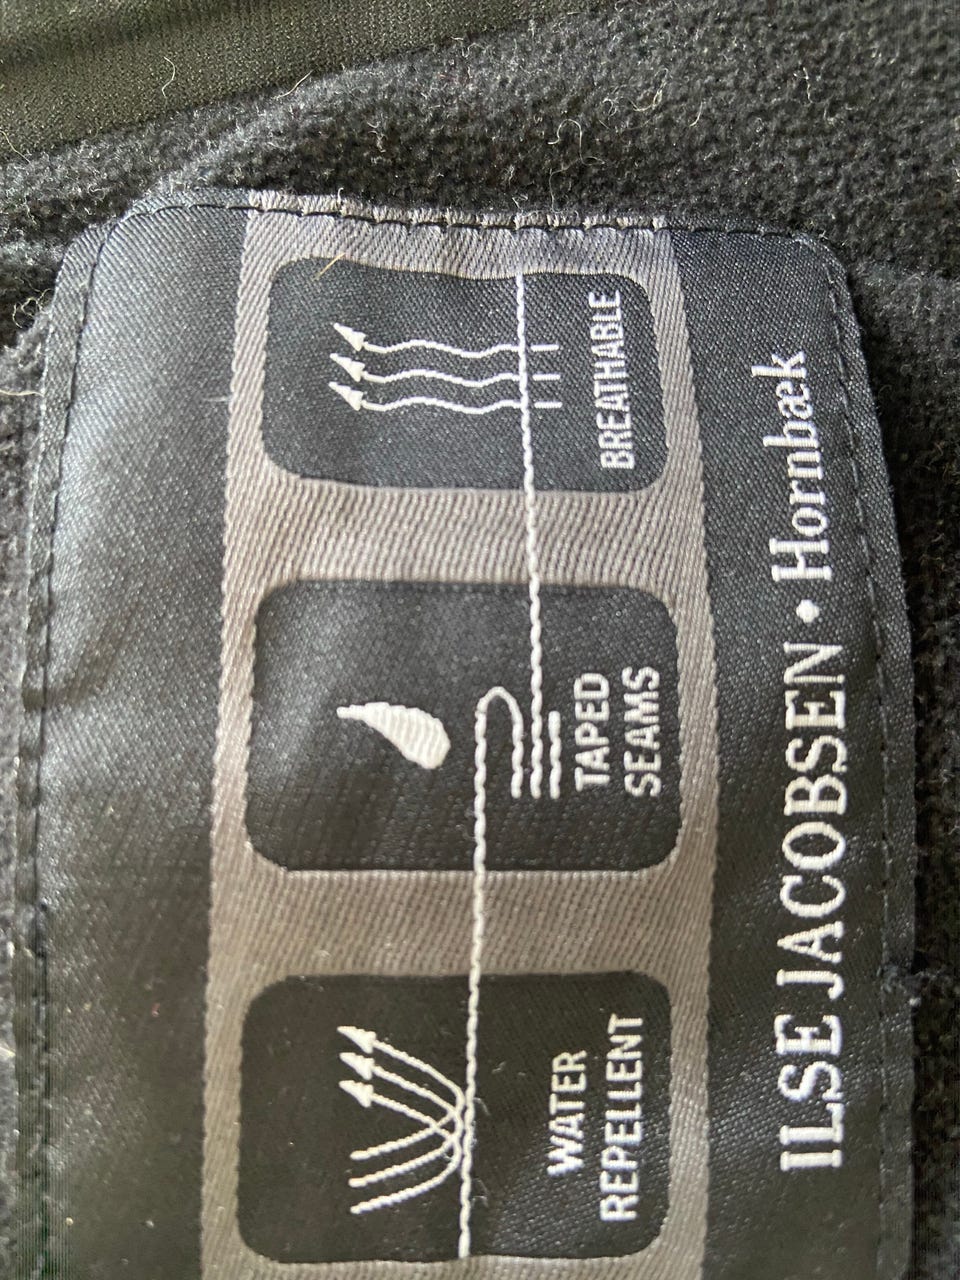 WATER
REPELLENT
TAPED
SEAMS
BREATHABLE
ILSE JACOBSEN • Hornbæk